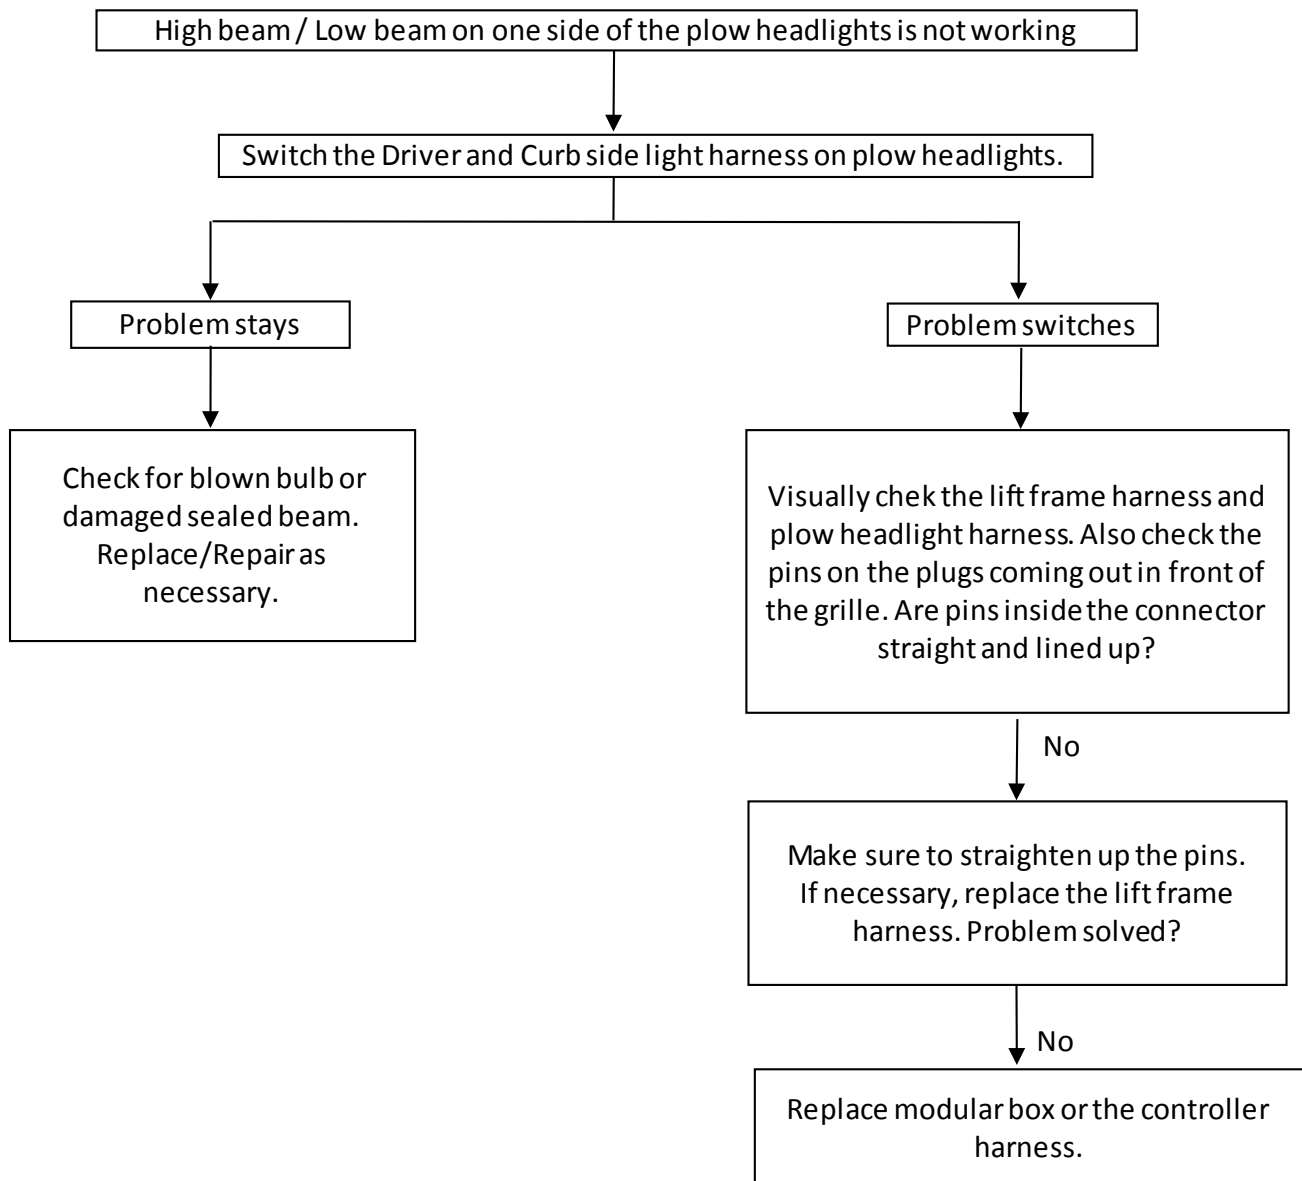 High beam / Low beam on one side of the plow headlights is not working
Switch the Driver and Curb side light harness on plow headlights.
Problem stays
Problem switches
Check for blown bulb or
damaged sealed beam.
Replace/Repair as
necessary.
Visually chek the lift frame harness and
plow headlight harness. Also check the
pins on the plugs coming out in front of
the grille. Are pins inside the connector
straight and lined up?
No
Make sure to straighten up the pins.
If necessary, replace the lift frame
harness. Problem solved?
No
Replace modular box or the controller
harness.